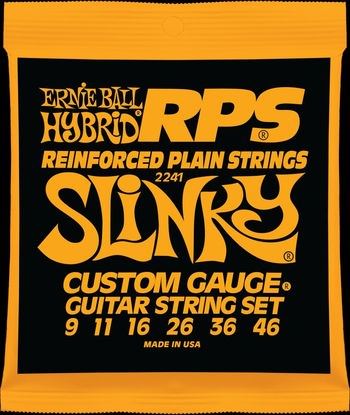 ERNIE BALL
HYBRID® RPS®
REINFORCED PLAIN STRINGS
2241
SLINKY®
CUSTOM GAUGE®
GUITAR STRING SET
9 11 16 26 36 46
MADE IN USA